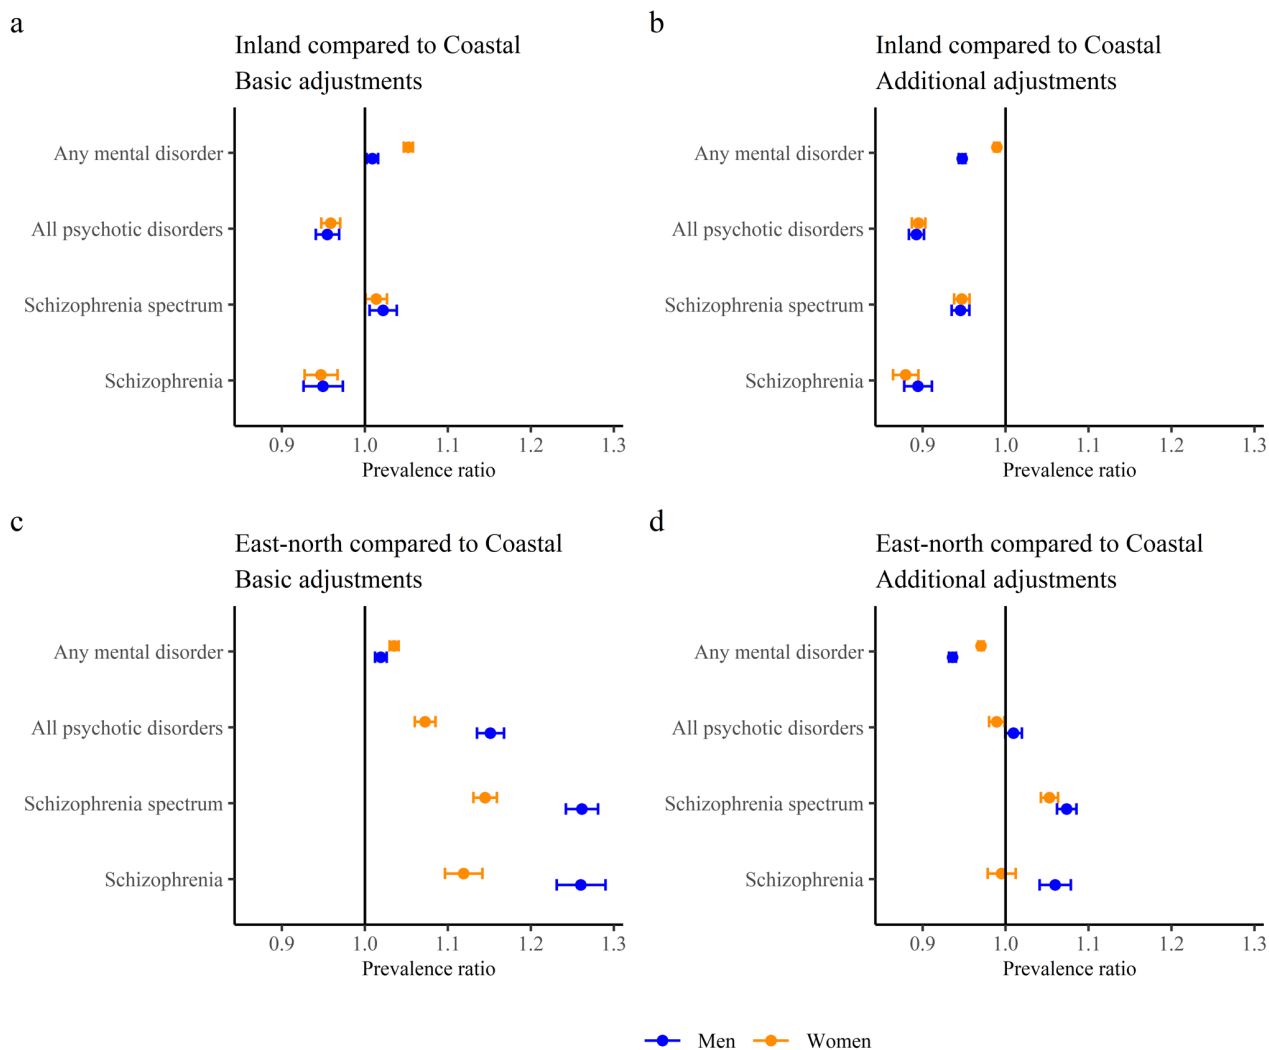 a
Inland compared to Coastal
Basic adjustments
Any mental disorder
All psychotic disorders
Schizophrenia spectrum
Schizophrenia
0.9 1.0 1.1 1.2 1.3
Prevalence ratio
b
Inland compared to Coastal
Additional adjustments
Any mental disorder
All psychotic disorders
Schizophrenia spectrum
Schizophrenia
0.9 1.0 1.1 1.2 1.3
Prevalence ratio
c
East-north compared to Coastal
Basic adjustments
Any mental disorder
All psychotic disorders
Schizophrenia spectrum
Schizophrenia
0.9 1.0 1.1 1.2 1.3
Prevalence ratio
d
East-north compared to Coastal
Additional adjustments
Any mental disorder
All psychotic disorders
Schizophrenia spectrum
Schizophrenia
0.9 1.0 1.1 1.2 1.3
Prevalence ratio
Men Women